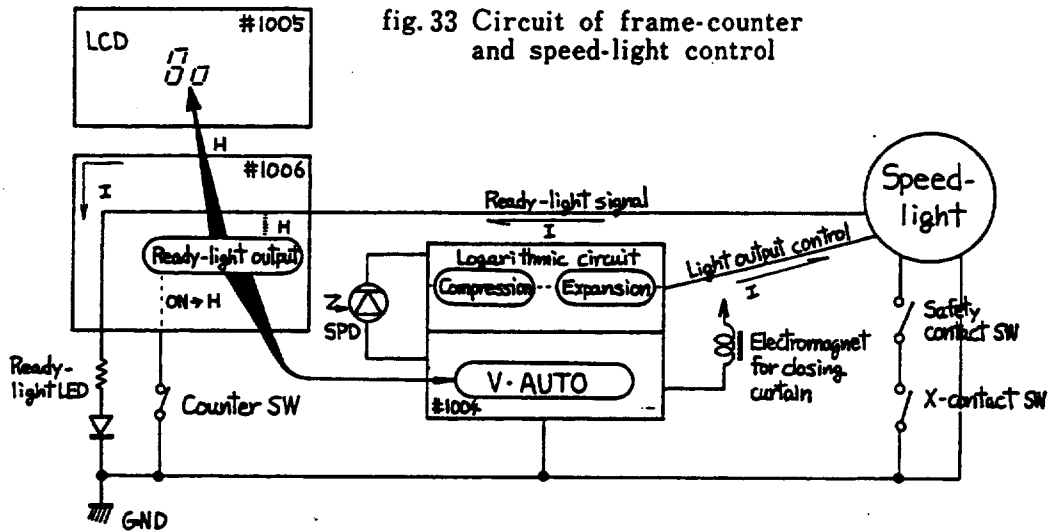 fig. 33 Circuit of frame-counter
and speed-light control
#1005
LCD
80
H
#1006
I
H
Ready-light output
ON→H
Ready-light signal
I
Speed-
light
Light output control
I
Logarithmic circuit
Compression
Expansion
SPD
V·AUTO
#1004
Electromagnet
for closing
curtain
Safety
contact SW
X-contact SW
Ready-
light LED
Counter SW
GND